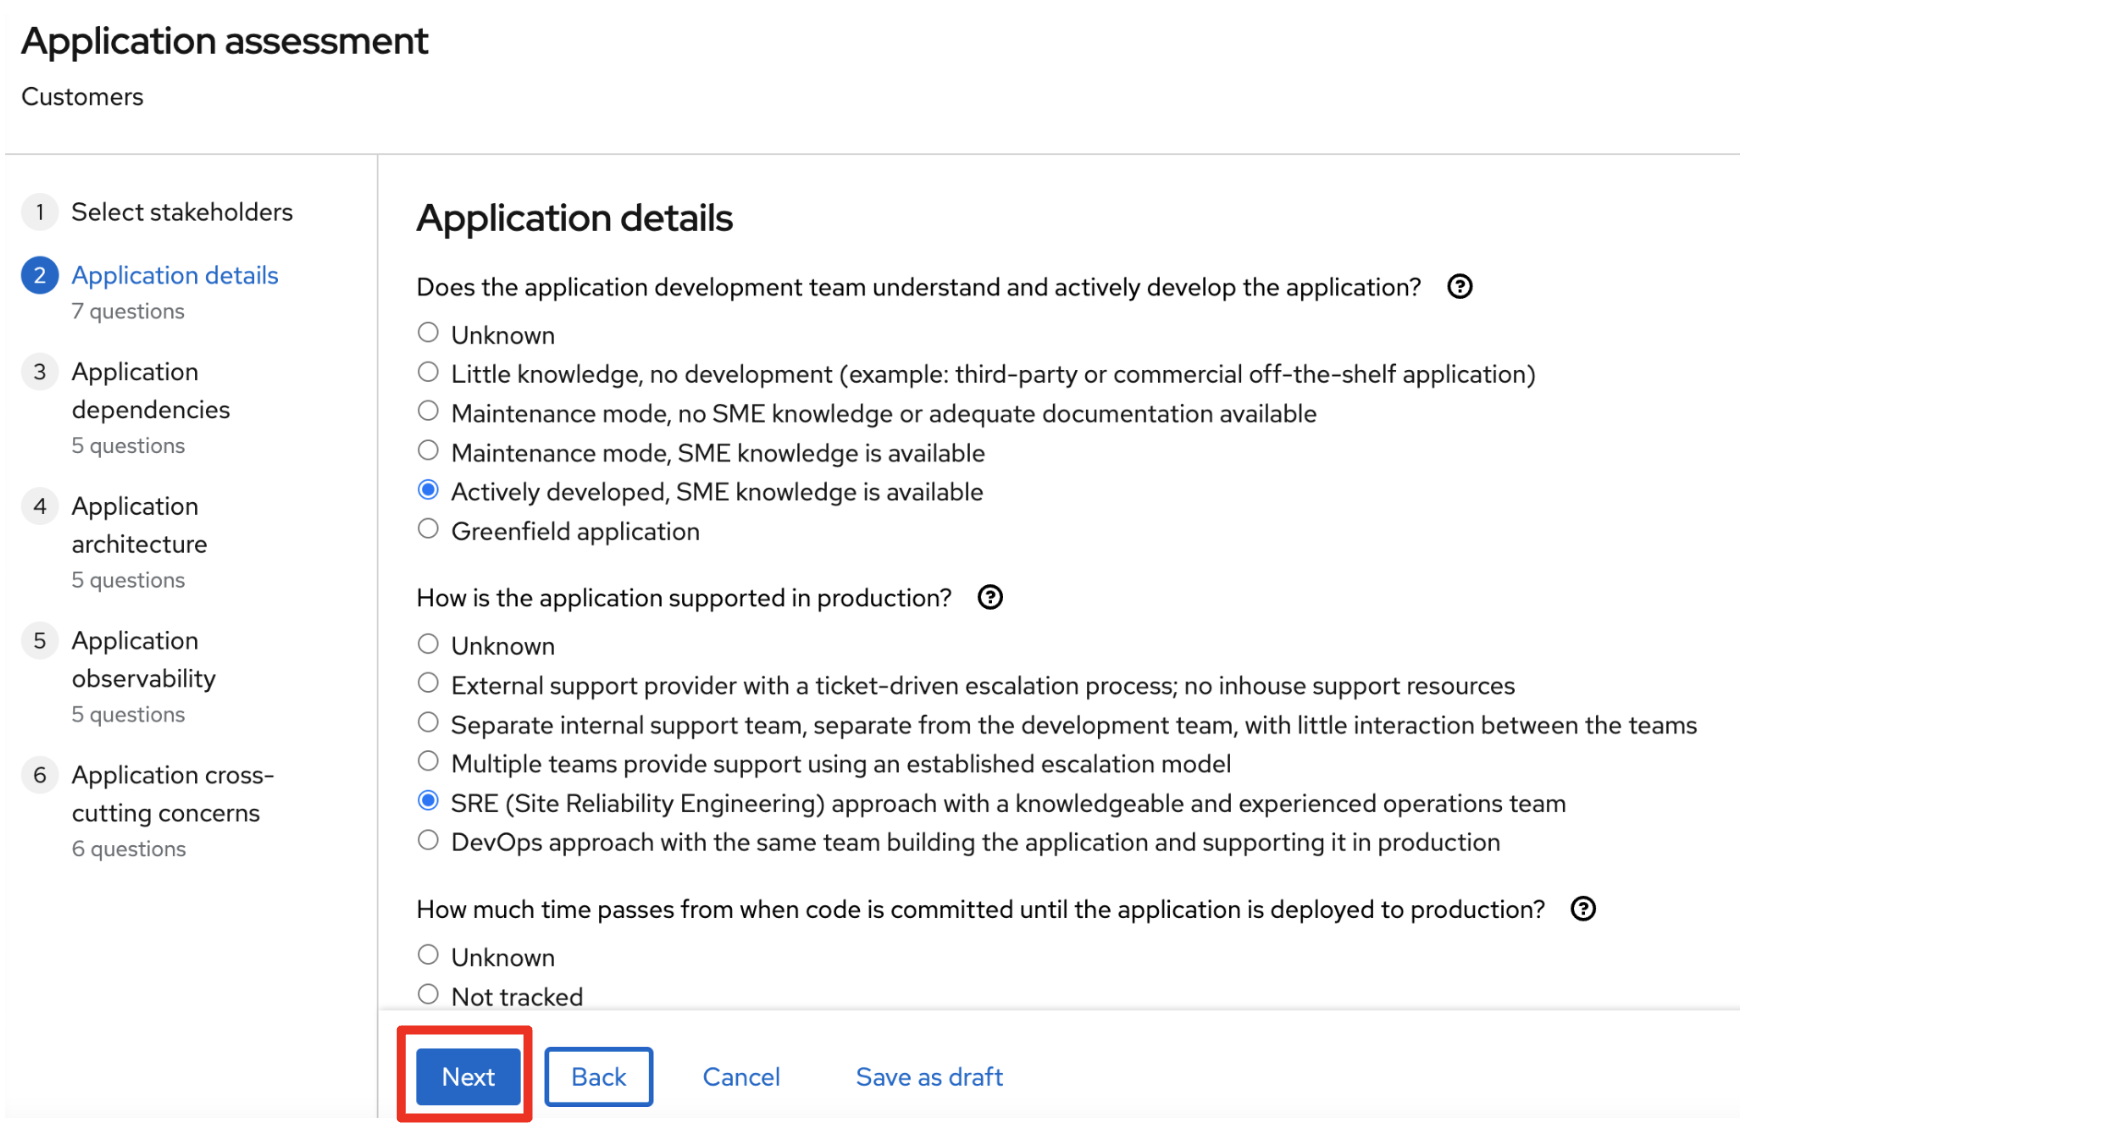 Application assessment
Customers
1 Select stakeholders
2 Application details
7 questions
3 Application
dependencies
5 questions
4 Application
architecture
5 questions
5 Application
observability
5 questions
6 Application cross-
cutting concerns
6 questions
Application details
Does the application development team understand and actively develop the application?
Unknown
Little knowledge, no development (example: third-party or commercial off-the-shelf application)
Maintenance mode, no SME knowledge or adequate documentation available
Maintenance mode, SME knowledge is available
Actively developed, SME knowledge is available
Greenfield application
How is the application supported in production?
Unknown
External support provider with a ticket-driven escalation process; no inhouse support resources
Separate internal support team, separate from the development team, with little interaction between the teams
Multiple teams provide support using an established escalation model
SRE (Site Reliability Engineering) approach with a knowledgeable and experienced operations team
DevOps approach with the same team building the application and supporting it in production
How much time passes from when code is committed until the application is deployed to production?
Unknown
Not tracked
Next Back Cancel Save as draft